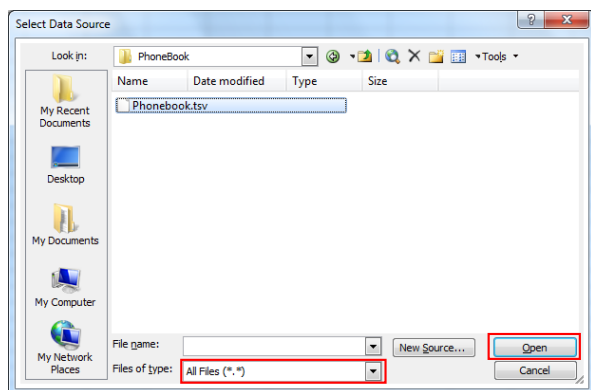 Select Data Source
?
X
Look in:
PhoneBook
Tools
Name Date modified Type Size
Phonebook.tsv
My Recent
Documents
Desktop
My Documents
My Computer
My Network
Places
File name:
New Source...
Open
Files of type:
All Files (*.*)
Cancel